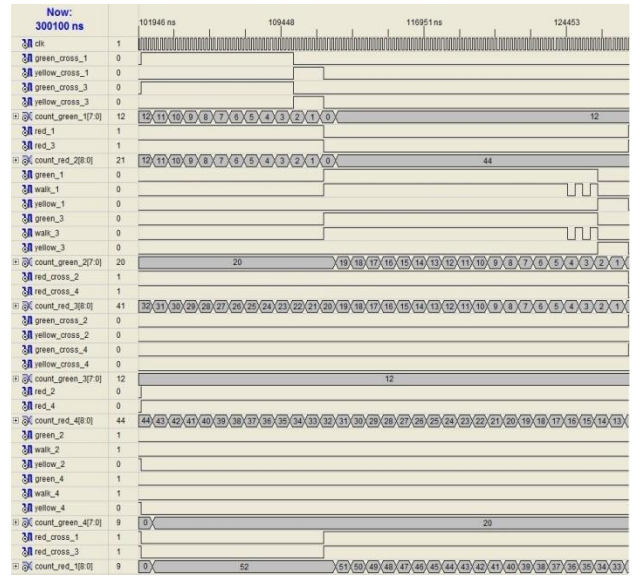 Now:
300100 ns
101946 ns 109448 116951 ns 124453
clk 1
green_cross_1 0
yellow_cross_1 0
green_cross_3 0
yellow_cross_3 0
count_green_1[7:0] 12 12 11 10 9 8 7 6 5 4 3 2 1 0 12
red_1 1
red_3 1
count_red_2[8:0] 21 12 11 10 9 8 7 6 5 4 3 2 1 0 44
green_1 0
walk_1 0
yellow_1 0
green_3 0
walk_3 0
yellow_3 0
count_green_2[7:0] 20 20 19 18 17 16 15 14 13 12 11 10 9 8 7 6 5 4 3 2 1
red_cross_2 1
red_cross_4 1
count_red_3[8:0] 41 32 31 30 29 28 27 26 25 24 23 22 21 20 19 18 17 16 15 14 13 12 11 10 9 8 7 6 5 4 3 2 1
green_cross_2 0
yellow_cross_2 0
green_cross_4 0
yellow_cross_4 0
count_green_3[7:0] 12 12
red_2 0
red_4 0
count_red_4[8:0] 44 44 43 42 41 40 39 38 37 36 35 34 33 32 31 30 29 28 27 26 25 24 23 22 21 20 19 18 17 16 15 14 13
green_2 1
walk_2 1
yellow_2 0
green_4 1
walk_4 1
yellow_4 0
count_green_4[7:0] 9 0 20
red_cross_1 1
red_cross_3 1
count_red_1[8:0] 9 0 52 51 50 49 48 47 46 45 44 43 42 41 40 39 38 37 36 35 34 33